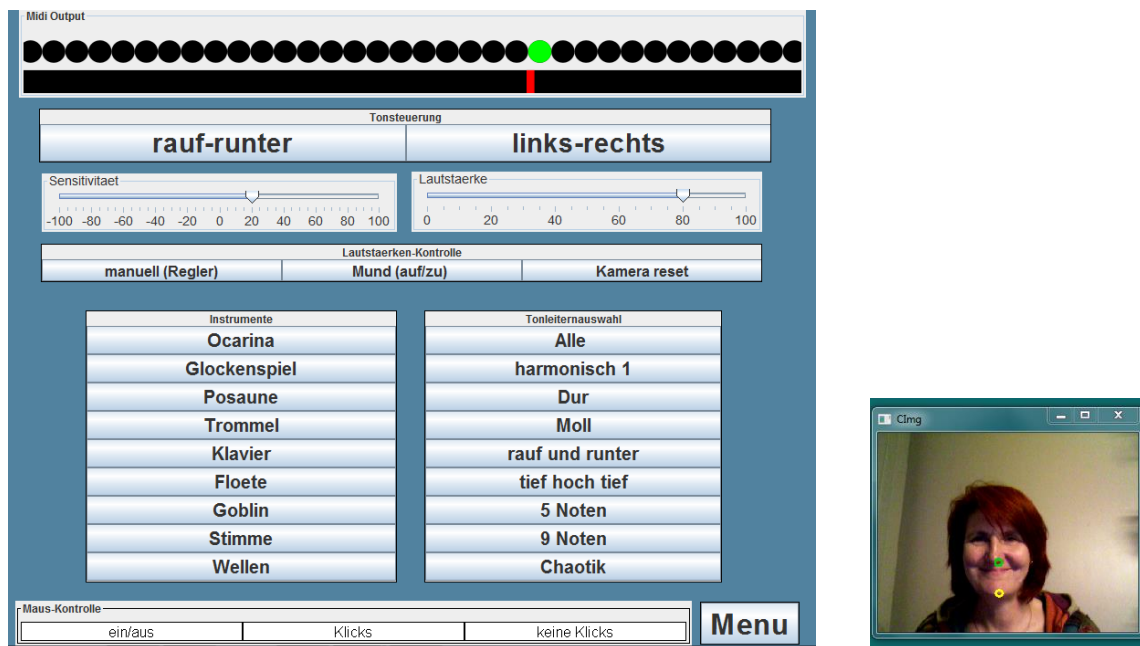 Midi Output
Tonsteuerung
rauf-runter links-rechts
Sensitivitaet Lautstaerke
-100 -80 -60 -40 -20 0 20 40 60 80 100 0 20 40 60 80 100
Lautstaerken-Kontrolle
manuell (Regler) Mund (auf/zu) Kamera reset
Instrumente Tonleiternauswahl
Ocarina Alle
Glockenspiel harmonisch 1
Posaune Dur
CImg
Trommel Moll
Klavier rauf und runter
Floete tief hoch tief
Goblin 5 Noten
Stimme 9 Noten
Wellen Chaotik
Maus-Kontrolle
ein/aus Klicks keine Klicks Menu